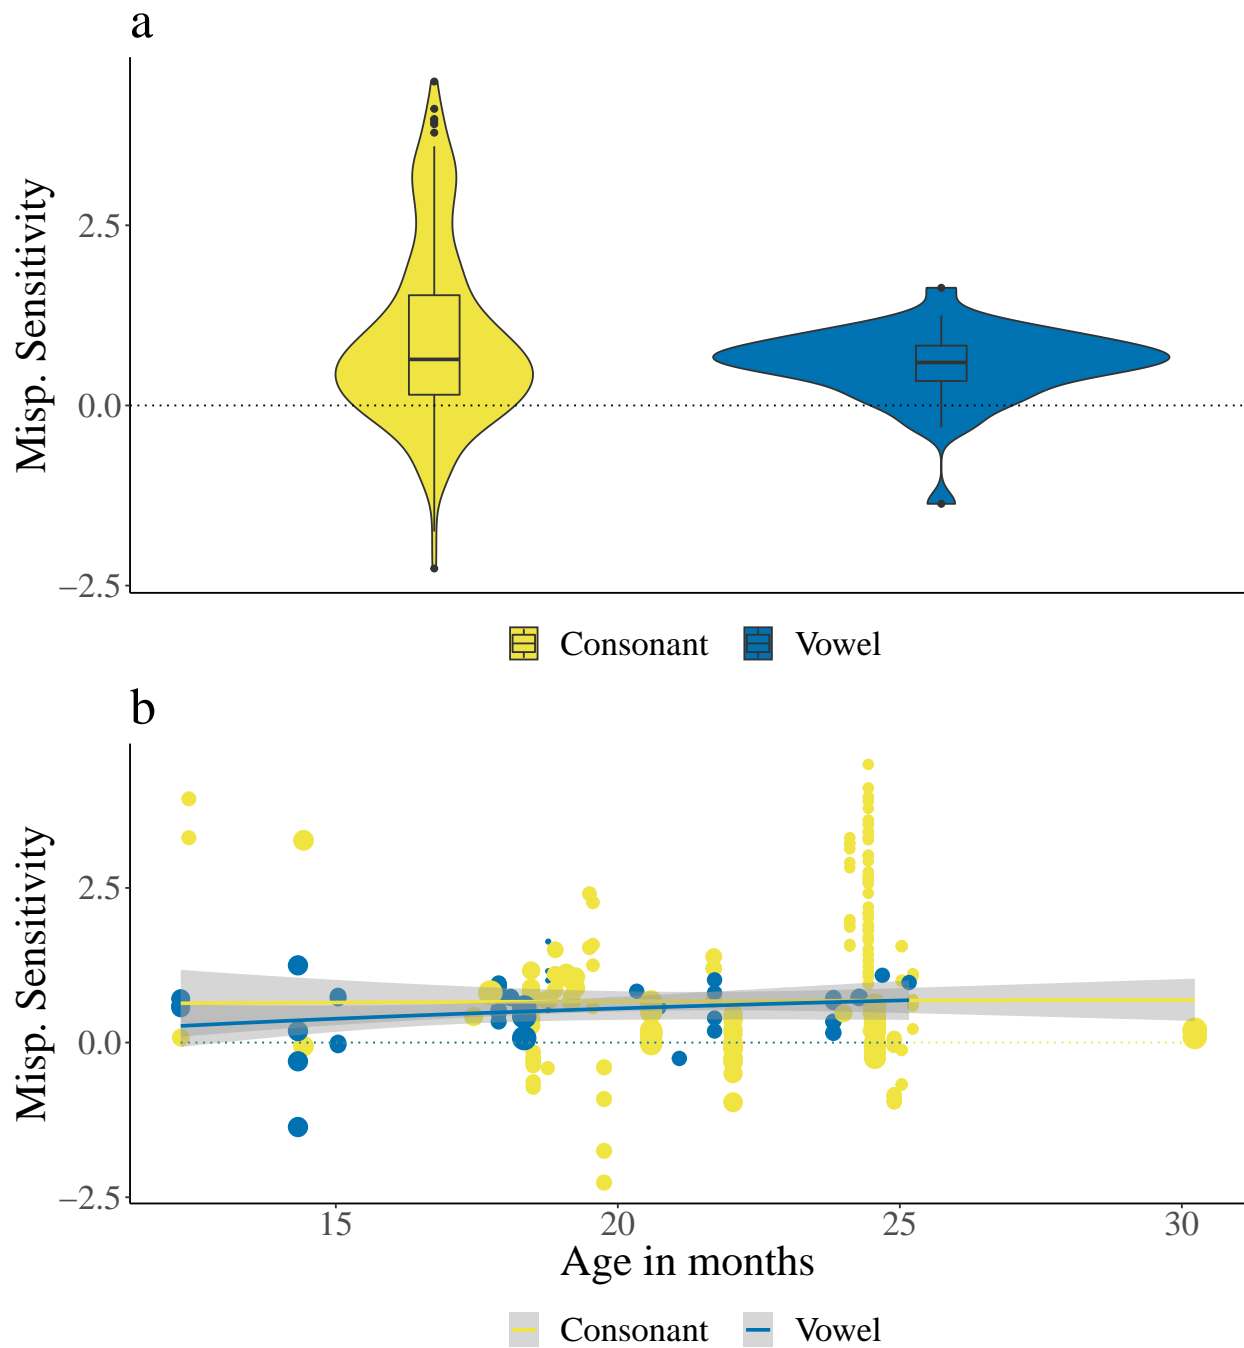 a
Misp. Sensitivity
2.5
0.0
−2.5
Consonant Vowel
b
Misp. Sensitivity
2.5
0.0
−2.5
15 20 25 30
Age in months
Consonant Vowel